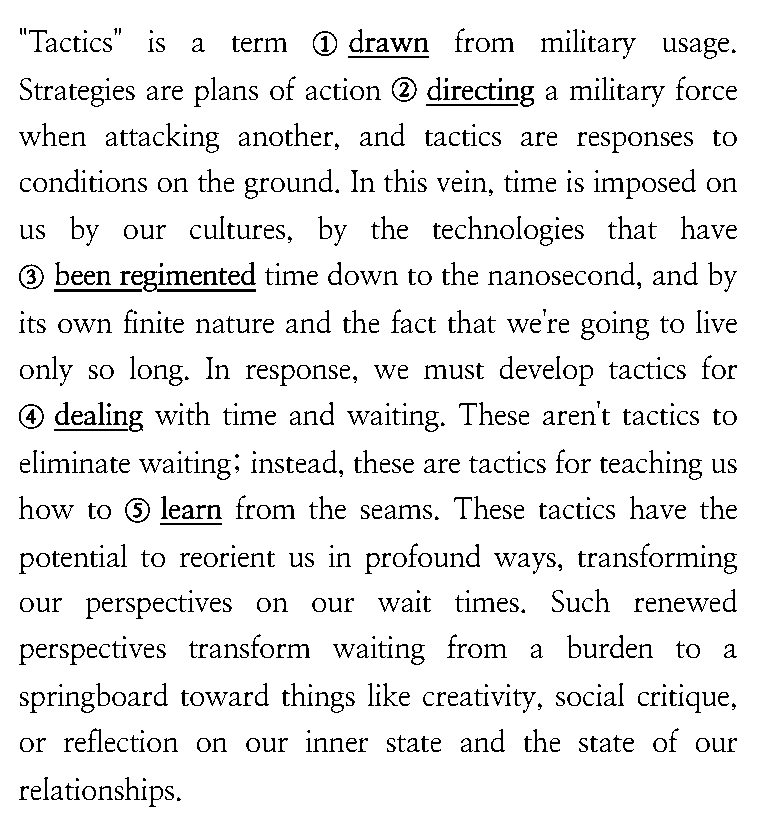 "Tactics" is a term ① drawn from military usage.
Strategies are plans of action ② directing a military force
when attacking another, and tactics are responses to
conditions on the ground. In this vein, time is imposed on
us by our cultures, by the technologies that have
③ been regimented time down to the nanosecond, and by
its own finite nature and the fact that we're going to live
only so long. In response, we must develop tactics for
④ dealing with time and waiting. These aren't tactics to
eliminate waiting; instead, these are tactics for teaching us
how to ⑤ learn from the seams. These tactics have the
potential to reorient us in profound ways, transforming
our perspectives on our wait times. Such renewed
perspectives transform waiting from a burden to a
springboard toward things like creativity, social critique,
or reflection on our inner state and the state of our
relationships.